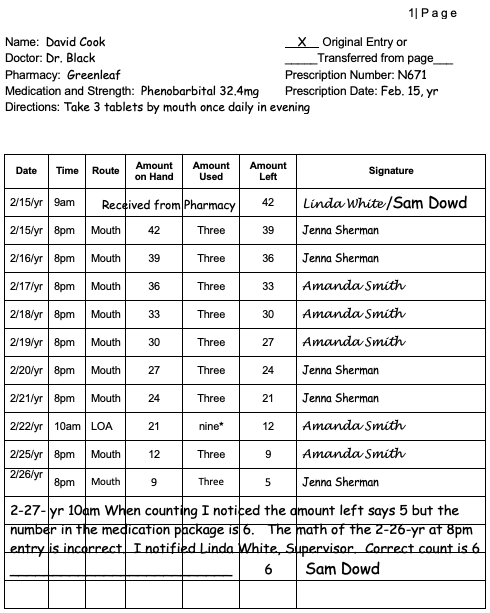 1| P a g e
Name: David Cook
__X__ Original Entry or
Doctor: Dr. Black
_____Transferred from page___
Pharmacy: Greenleaf
Prescription Number: N671
Medication and Strength: Phenobarbital 32.4mg
Prescription Date: Feb. 15, yr
Directions: Take 3 tablets by mouth once daily in evening
Date Time Route Amount on Hand Amount Used Amount Left Signature
2/15/yr 9am Received from Pharmacy 42 Linda White/Sam Dowd
2/15/yr 8pm Mouth 42 Three 39 Jenna Sherman
2/16/yr 8pm Mouth 39 Three 36 Jenna Sherman
2/17/yr 8pm Mouth 36 Three 33 Amanda Smith
2/18/yr 8pm Mouth 33 Three 30 Amanda Smith
2/19/yr 8pm Mouth 30 Three 27 Amanda Smith
2/20/yr 8pm Mouth 27 Three 24 Jenna Sherman
2/21/yr 8pm Mouth 24 Three 21 Jenna Sherman
2/22/yr 10am LOA 21 nine* 12 Amanda Smith
2/25/yr 8pm Mouth 12 Three 9 Amanda Smith
2/26/yr 8pm Mouth 9 Three 5 Jenna Sherman
2-27- yr 10am When counting I noticed the amount left says 5 but the
number in the medication package is 6. The math of the 2-26-yr at 8pm
entry is incorrect. I notified Linda White, Supervisor. Correct count is 6
____________________________ 6 Sam Dowd